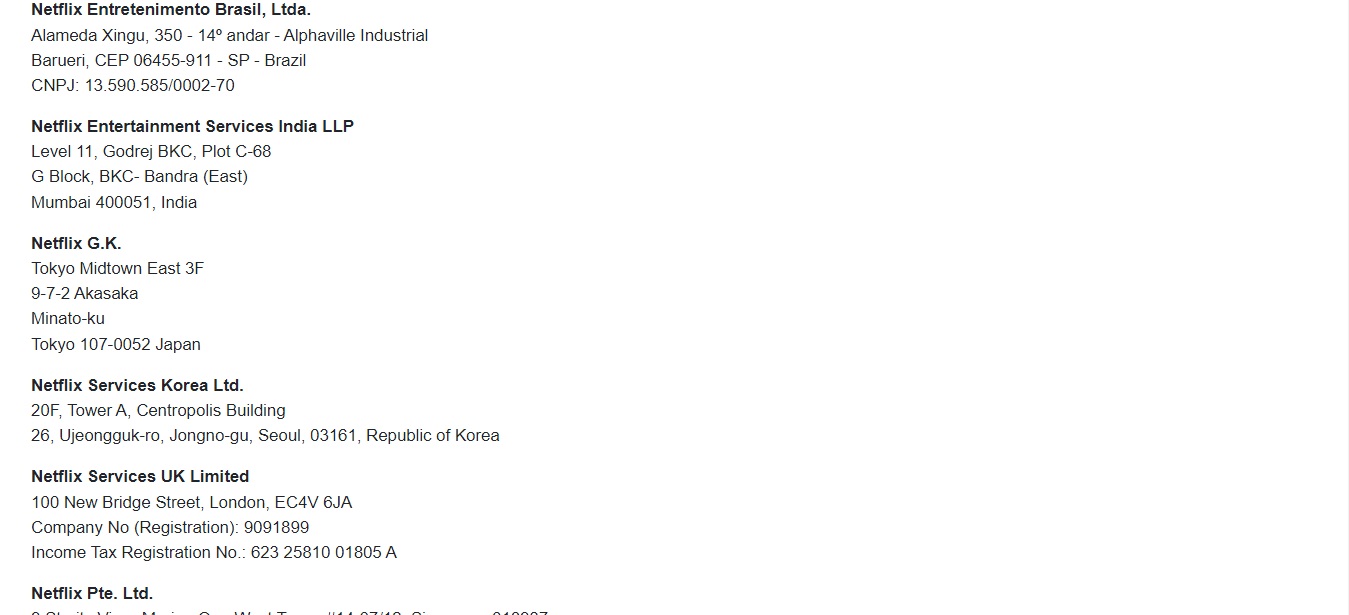 Netflix Entretenimento Brasil, Ltda.
Alameda Xingu, 350 - 14º andar - Alphaville Industrial
Barueri, CEP 06455-911 - SP - Brazil
CNPJ: 13.590.585/0002-70
Netflix Entertainment Services India LLP
Level 11, Godrej BKC, Plot C-68
G Block, BKC- Bandra (East)
Mumbai 400051, India
Netflix G.K.
Tokyo Midtown East 3F
9-7-2 Akasaka
Minato-ku
Tokyo 107-0052 Japan
Netflix Services Korea Ltd.
20F, Tower A, Centropolis Building
26, Ujeongguk-ro, Jongno-gu, Seoul, 03161, Republic of Korea
Netflix Services UK Limited
100 New Bridge Street, London, EC4V 6JA
Company No (Registration): 9091899
Income Tax Registration No.: 623 25810 01805 A
Netflix Pte. Ltd.